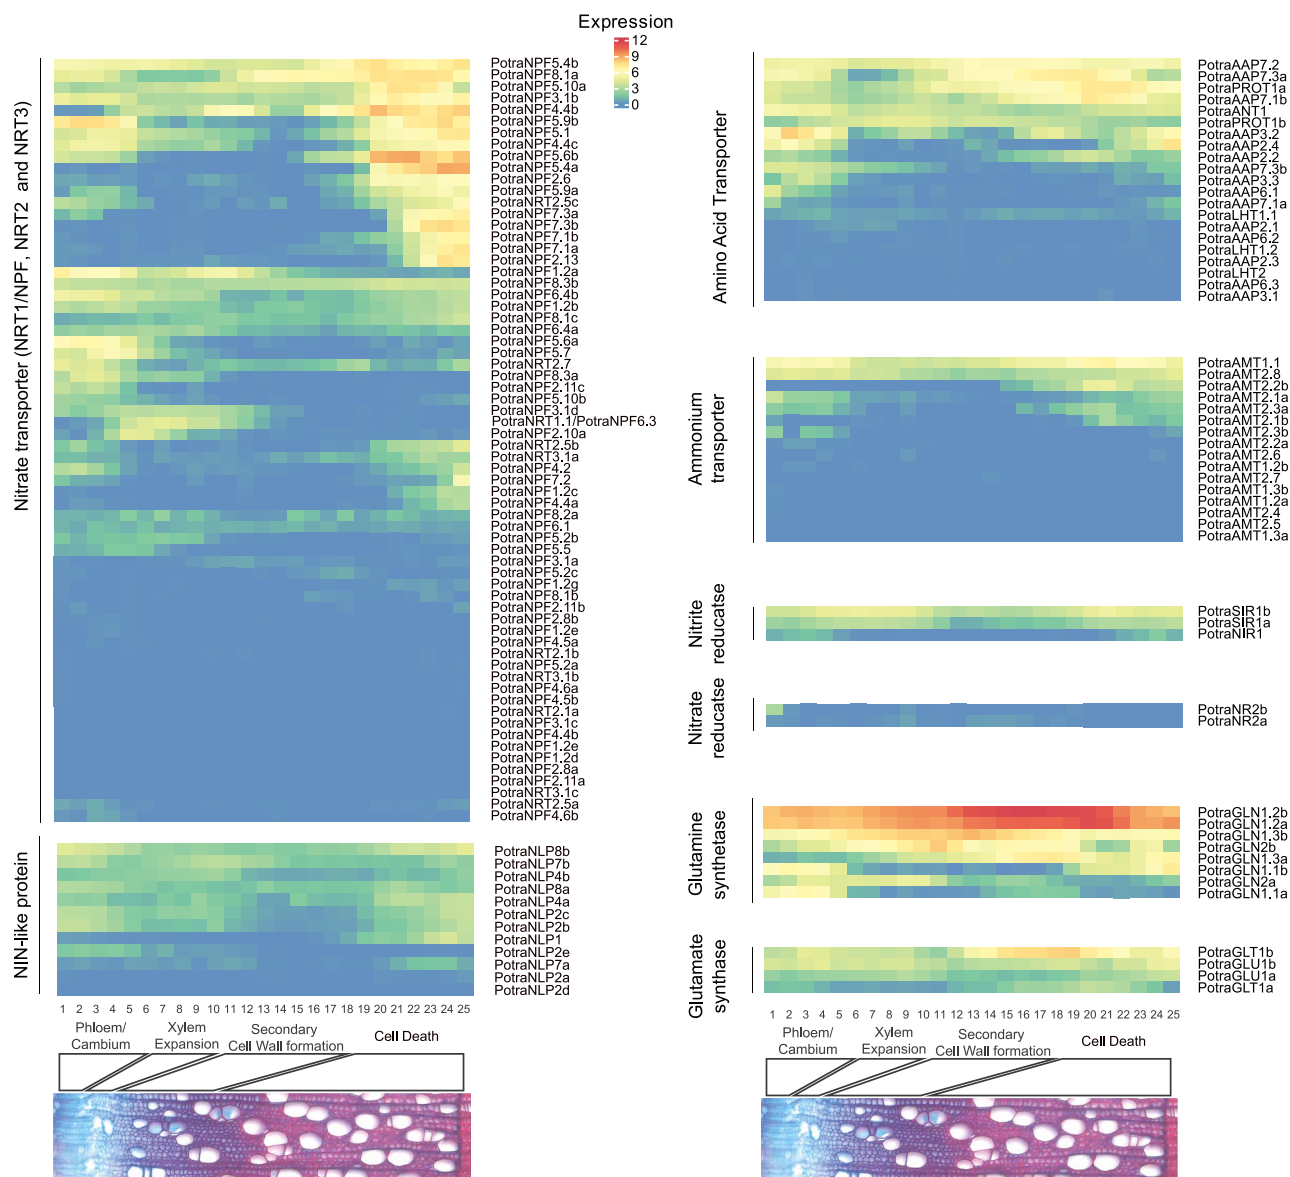 Expression
12
9
6
3
0
Nitrate transporter (NRT1/NPF, NRT2 and NRT3)
PotraNPF5.4b
PotraNPF8.1a
PotraNPF5.10a
PotraNPF3.1b
PotraNPF4.4b
PotraNPF5.9b
PotraNPF5.1
PotraNPF4.4c
PotraNPF5.6b
PotraNPF5.4a
PotraNPF2.6
PotraNPF5.9a
PotraNRT2.5c
PotraNPF7.3a
PotraNPF7.3b
PotraNPF7.1b
PotraNPF7.1a
PotraNPF2.13
PotraNPF1.2a
PotraNPF8.3b
PotraNPF6.4b
PotraNPF1.2b
PotraNPF8.1c
PotraNPF6.4a
PotraNPF5.6a
PotraNPF5.7
PotraNRT2.7
PotraNPF8.3a
PotraNPF2.11c
PotraNPF5.10b
PotraNPF3.1d
PotraNRT1.1/PotraNPF6.3
PotraNPF2.10a
PotraNRT2.5b
PotraNRT3.1a
PotraNPF4.2
PotraNPF7.2
PotraNPF1.2c
PotraNPF4.4a
PotraNPF8.2a
PotraNPF6.1
PotraNPF5.2b
PotraNPF5.5
PotraNPF3.1a
PotraNPF5.2c
PotraNPF1.2g
PotraNPF8.1b
PotraNPF2.11b
PotraNPF2.8b
PotraNPF1.2e
PotraNPF4.5a
PotraNRT2.1b
PotraNPF5.2a
PotraNRT3.1b
PotraNPF4.6a
PotraNPF4.5b
PotraNRT2.1a
PotraNPF3.1c
PotraNPF4.4b
PotraNPF1.2e
PotraNPF1.2d
PotraNPF2.8a
PotraNPF2.11a
PotraNRT3.1c
PotraNRT2.5a
PotraNPF4.6b
NIN-like protein
PotraNLP8b
PotraNLP7b
PotraNLP4b
PotraNLP8a
PotraNLP4a
PotraNLP2c
PotraNLP2b
PotraNLP1
PotraNLP2e
PotraNLP7a
PotraNLP2a
PotraNLP2d
1 2 3 4 5 6 7 8 9 10 11 12 13 14 15 16 17 18 19 20 21 22 23 24 25
Phloem/
Cambium
Xylem
Expansion
Secondary
Cell Wall formation
Cell Death
Amino Acid Transporter
PotraAAP7.2
PotraAAP7.3a
PotraPROT1a
PotraAAP7.1b
PotraANT1
PotraPROT1b
PotraAAP3.2
PotraAAP2.4
PotraAAP2.2
PotraAAP7.3b
PotraAAP3.3
PotraAAP6.1
PotraAAP7.1a
PotraLHT1.1
PotraAAP2.1
PotraAAP6.2
PotraLHT1.2
PotraAAP2.3
PotraLHT2
PotraAAP6.3
PotraAAP3.1
Ammonium
transporter
PotraAMT1.1
PotraAMT2.8
PotraAMT2.2b
PotraAMT2.1a
PotraAMT2.3a
PotraAMT2.1b
PotraAMT2.3b
PotraAMT2.2a
PotraAMT2.6
PotraAMT1.2b
PotraAMT2.7
PotraAMT1.3b
PotraAMT1.2a
PotraAMT2.4
PotraAMT2.5
PotraAMT1.3a
Nitrite
reducatse
PotraSIR1b
PotraSIR1a
PotraNIR1
Nitrate
reducatse
PotraNR2b
PotraNR2a
Glutamine
synthetase
PotraGLN1.2b
PotraGLN1.2a
PotraGLN1.3b
PotraGLN2b
PotraGLN1.3a
PotraGLN1.1b
PotraGLN2a
PotraGLN1.1a
Glutamate
synthase
PotraGLT1b
PotraGLU1b
PotraGLU1a
PotraGLT1a
1 2 3 4 5 6 7 8 9 10 11 12 13 14 15 16 17 18 19 20 21 22 23 24 25
Phloem/
Cambium
Xylem
Expansion
Secondary
Cell Wall formation
Cell Death